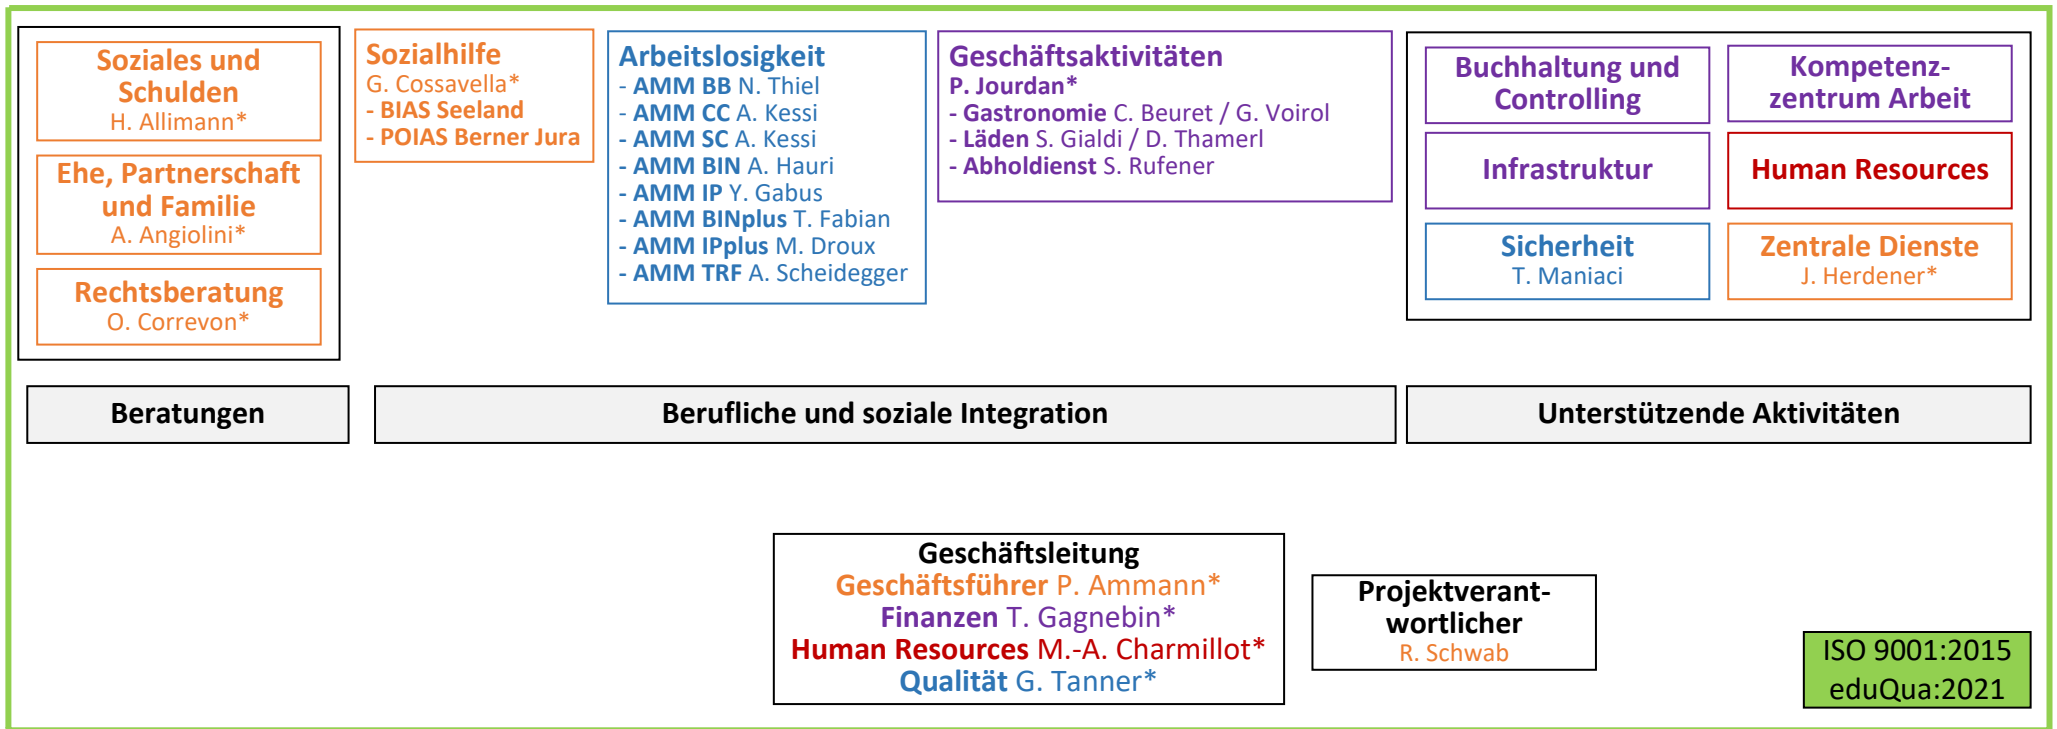 Soziales und
Schulden
H. Allimann*
Ehe, Partnerschaft
und Familie
A. Angiolini*
Rechtsberatung
O. Correvon*
Sozialhilfe
G. Cossavella*
- BIAS Seeland
- POIAS Berner Jura
Arbeitslosigkeit
- AMM BB N. Thiel
- AMM CC A. Kessi
- AMM SC A. Kessi
- AMM BIN A. Hauri
- AMM IP Y. Gabus
- AMM BINplus T. Fabian
- AMM IPplus M. Droux
- AMM TRF A. Scheidegger
Geschäftsaktivitäten
P. Jourdan*
- Gastronomie C. Beuret / G. Voirol
- Läden S. Gialdi / D. Thamerl
- Abholdienst S. Rufener
Buchhaltung und
Controlling
Kompetenz-
zentrum Arbeit
Infrastruktur
Human Resources
Sicherheit
T. Maniaci
Zentrale Dienste
J. Herdener*
Beratungen
Berufliche und soziale Integration
Unterstützende Aktivitäten
Geschäftsleitung
Geschäftsführer P. Ammann*
Finanzen T. Gagnebin*
Human Resources M.-A. Charmillot*
Qualität G. Tanner*
Projektverant-
wortlicher
R. Schwab
ISO 9001:2015
eduQua:2021